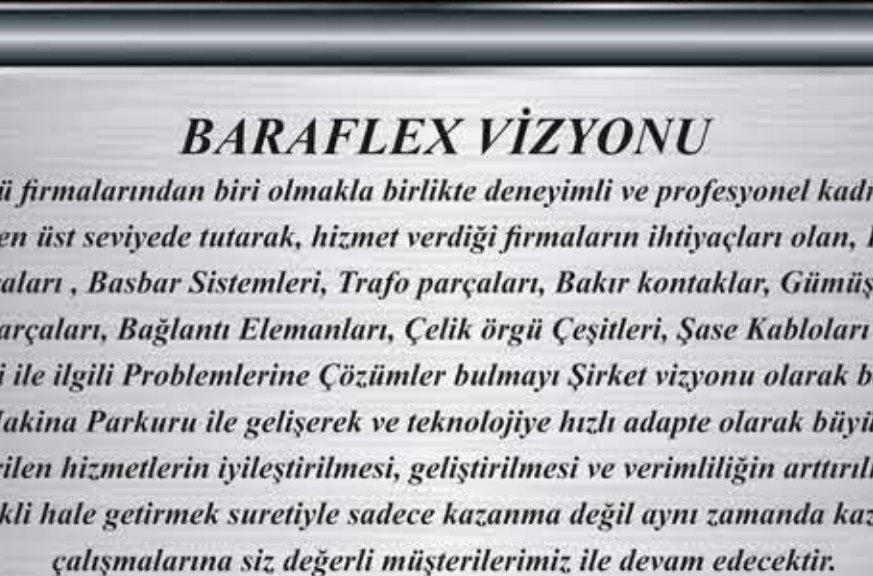 BARAFLEX VİZYONU
ü firmalarından biri olmakla birlikte deneyimli ve profesyonel kadr
en üst seviyede tutarak, hizmet verdiği firmaların ihtiyaçları olan,
aları , Basbar Sistemleri, Trafo parçaları, Bakır kontaklar, Gümüş
arçaları, Bağlantı Elemanları, Çelik örgü Çeşitleri, Şase Kabloları
i ile ilgili Problemlerine Çözümler bulmayı Şirket vizyonu olarak b
akina Parkuru ile gelişerek ve teknolojiye hızlı adapte olarak büyü
rilen hizmetlerin iyileştirilmesi, geliştirilmesi ve verimliliğin arttırıl
kli hale getirmek suretiyle sadece kazanma değil aynı zamanda kaz
çalışmalarına siz değerli müşterilerimiz ile devam edecektir.